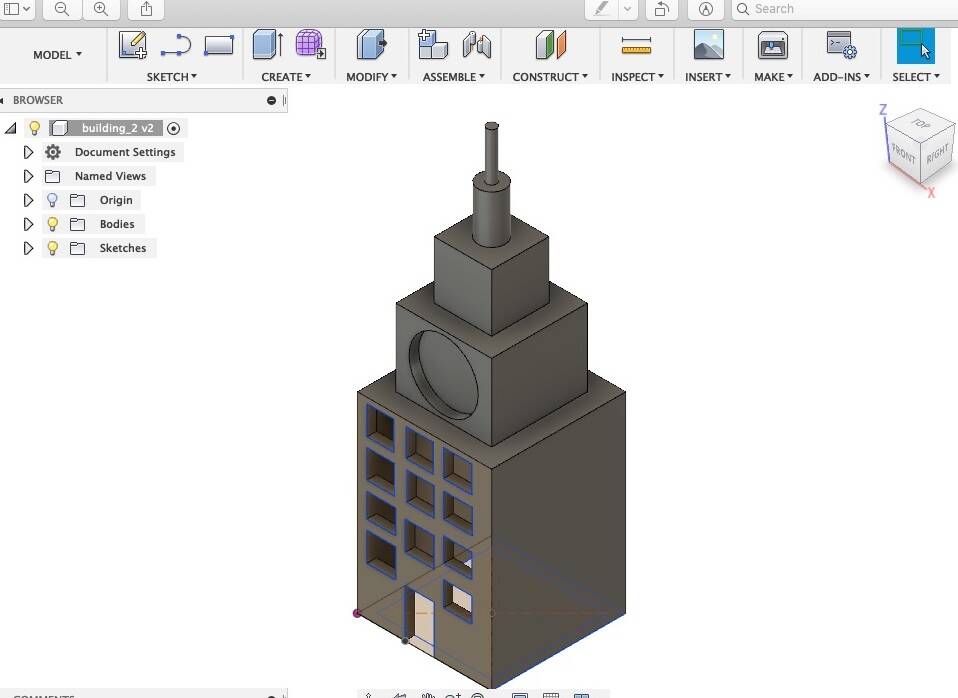 Search
MODEL
SKETCH
CREATE
MODIFY
ASSEMBLE
CONSTRUCT
INSPECT
INSERT
MAKE
ADD-INS
SELECT
BROWSER
building_2 v2
Document Settings
Named Views
Origin
Bodies
Sketches
Z
TOP
FRONT
RIGHT
X
COMMENTS